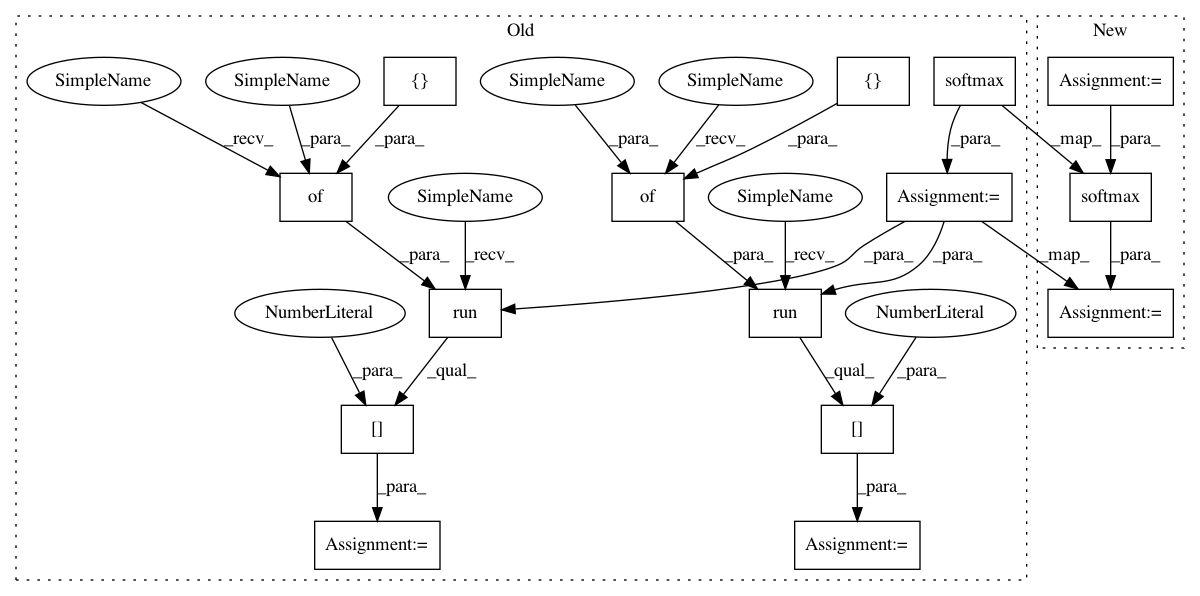 Old
New
SimpleName
SimpleName
{}
SimpleName
SimpleName
{}
softmax
Assignment:=
_recv_
_para_
_para_
_para_
_recv_
_para_
_para_
_map_
_para_
of
SimpleName
of
SimpleName
Assignment:=
softmax
_para_
_recv_
_para_
_recv_
_para_
_para_
_map_
_para_
NumberLiteral
run
run
NumberLiteral
Assignment:=
_para_
_qual_
_qual_
_para_
[]
[]
_para_
_para_
Assignment:=
Assignment:=